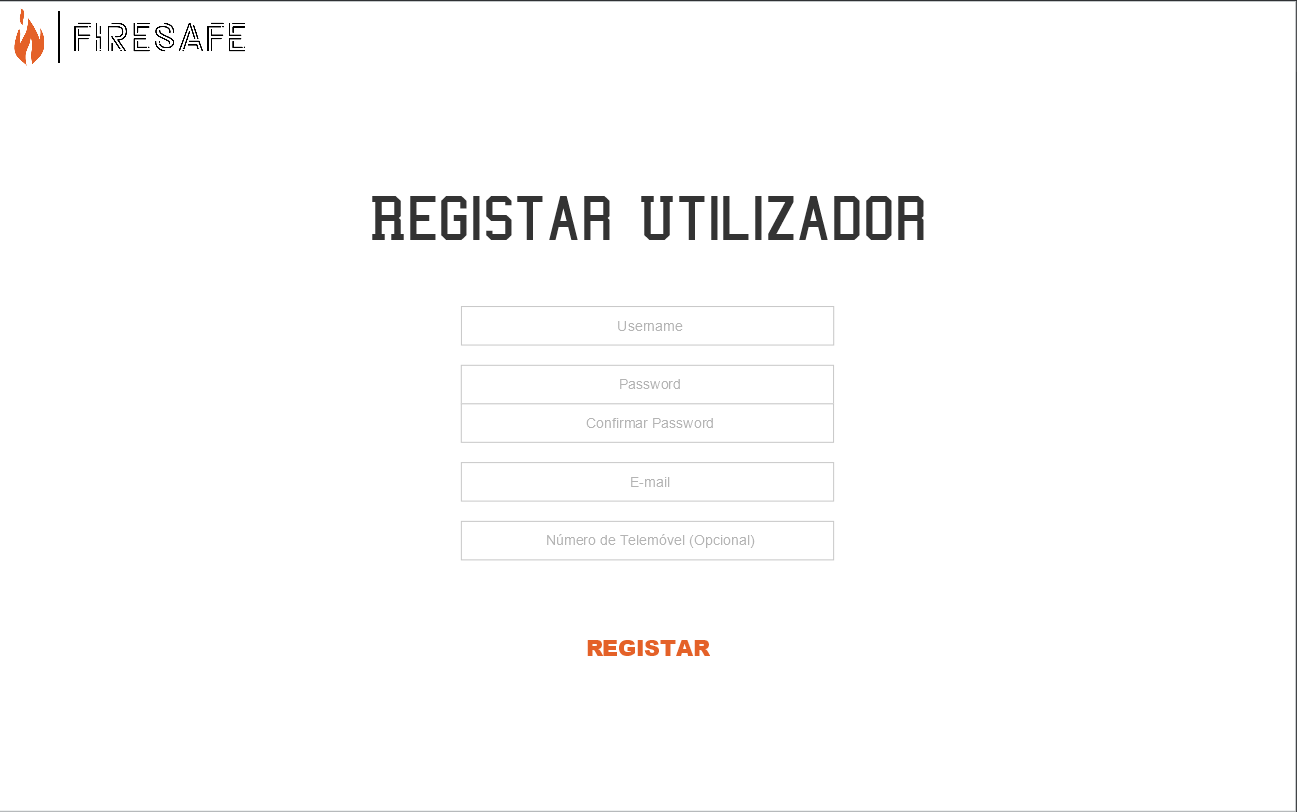 FIRESAFE
REGISTAR UTILIZADOR
Username
Password
Confirmar Password
E-mail
Número de Telemóvel (Opcional)
REGISTAR